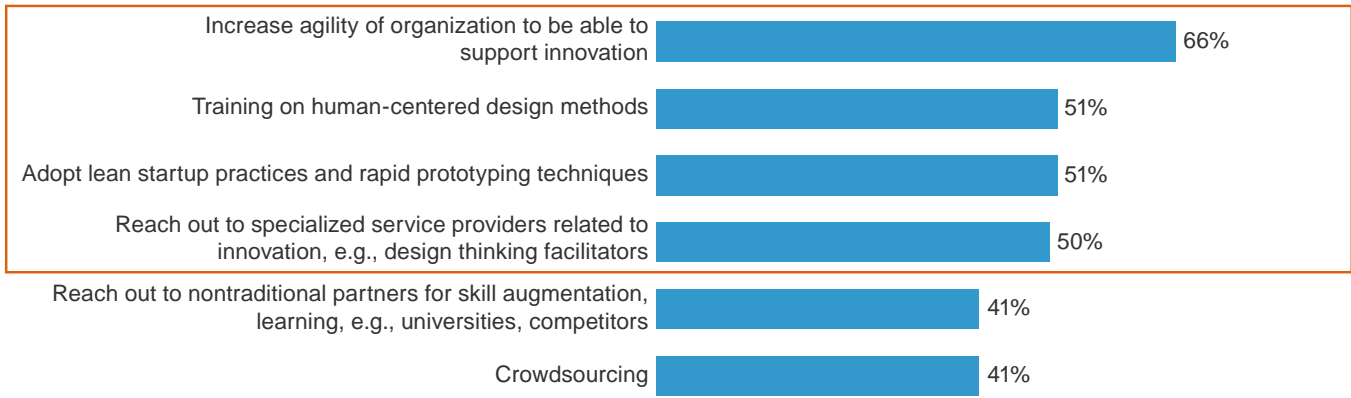 Increase agility of organization to be able to
support innovation
66%
Training on human-centered design methods
51%
Adopt lean startup practices and rapid prototyping techniques
51%
Reach out to specialized service providers related to
innovation, e.g., design thinking facilitators
50%
Reach out to nontraditional partners for skill augmentation,
learning, e.g., universities, competitors
41%
Crowdsourcing
41%